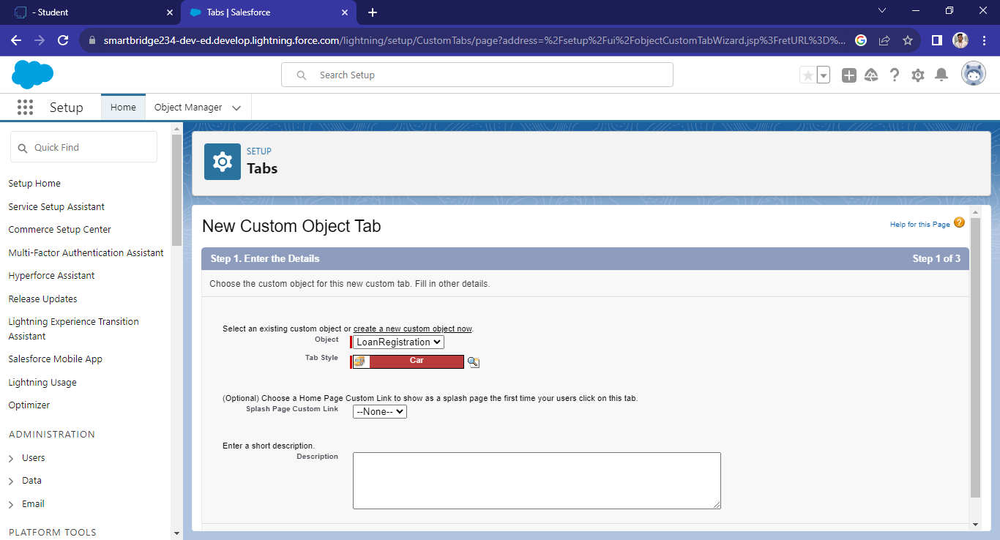 - Student
Tabs | Salesforce
smartbridge234-dev-ed.develop.lightning.force.com/lightning/setup/CustomTabs/page?address=%2Fsetup%2Fui%2FobjectCustomTabWizard.jsp%3FretURL%3D%...
Search Setup
Setup
Home
Object Manager
Quick Find
Setup Home
Service Setup Assistant
Commerce Setup Center
Multi-Factor Authentication Assistant
Hyperforce Assistant
Release Updates
Lightning Experience Transition
Assistant
Salesforce Mobile App
Lightning Usage
Optimizer
ADMINISTRATION
Users
Data
Email
PLATFORM TOOLS
SETUP
Tabs
New Custom Object Tab
Help for this Page ?
Step 1. Enter the Details
Step 1 of 3
Choose the custom object for this new custom tab. Fill in other details.
Select an existing custom object or create a new custom object now.
Object
LoanRegistration
Tab Style
Car
(Optional) Choose a Home Page Custom Link to show as a splash page the first time your users click on this tab.
Splash Page Custom Link
--None--
Enter a short description.
Description